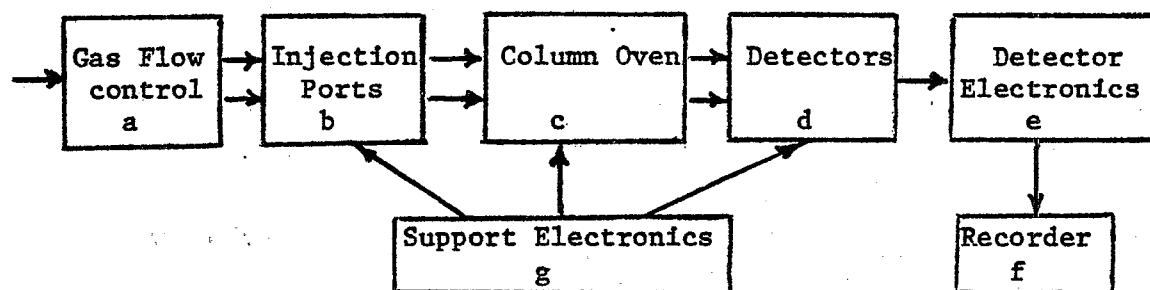 Gas Flow
control
a
Injection
Ports
b
Column Oven
c
Detectors
d
Detector
Electronics
e
Support Electronics
g
Recorder
f